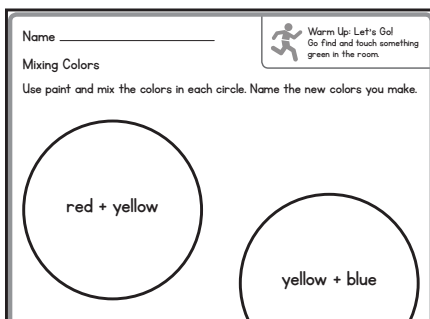 Name
Warm Up: Let's Go!
Go find and touch something
green in the room.
Mixing Colors
Use paint and mix the colors in each circle. Name the new colors you make.
red + yellow
yellow + blue